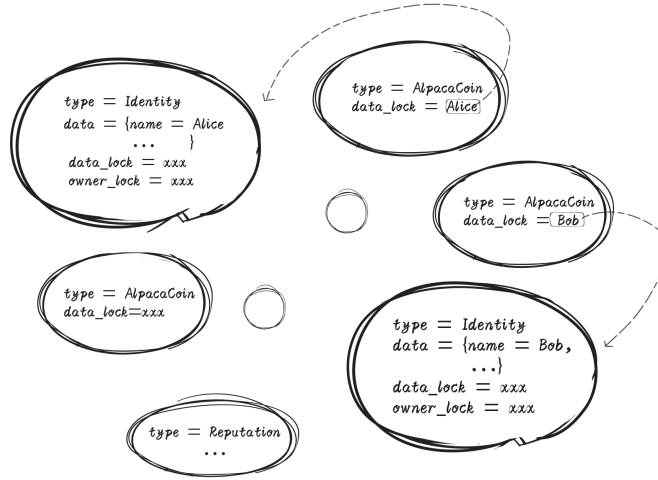 type = Identity
data = {name = Alice
... }
data_lock = xxx
owner_lock = xxx
type = AlpacaCoin
data_lock = Alice
type = AlpacaCoin
data_lock = Bob
type = AlpacaCoin
data_lock=xxx
type = Identity
data = {name = Bob,
...}
data_lock = xxx
owner_lock = xxx
type = Reputation
...